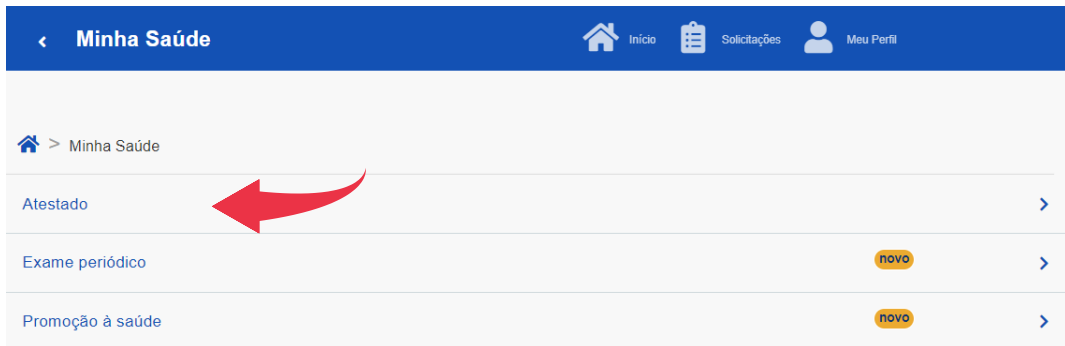 Minha Saúde
Início
Solicitações
Meu Perfil
> Minha Saúde
Atestado
Exame periódico novo
Promoção à saúde novo